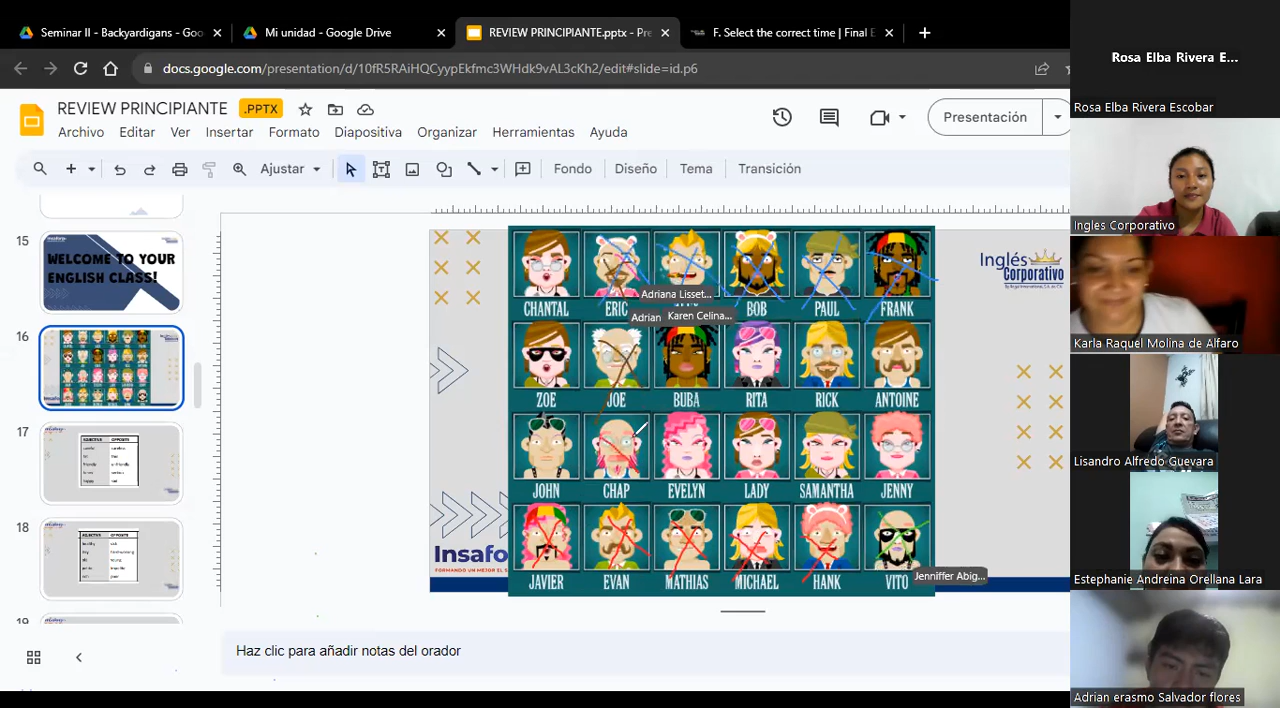 Seminar II - Backyardigans - Goo
Mi unidad - Google Drive
REVIEW PRINCIPIANTE.pptx - Pre
F. Select the correct time | Final E
docs.google.com/presentation/d/10fR5RAiHQCyypEkfmc3WHdk9vAL3cKh2/edit#slide=id.p6
REVIEW PRINCIPIANTE .PPTX
Archivo Editar Ver Insertar Formato Diapositiva Organizar Herramientas Ayuda
Presentación
Ajustar
Fondo Diseño Tema Transición
15
WELCOME TO YOUR
ENGLISH CLASS!
16
17
18
CHANTAL ERIC BOB PAUL FRANK
Adriana Lisset...
Adrian Karen Celina...
ZOE JOE BUBA RITA RICK ANTOINE
JOHN CHAP EVELYN LADY SAMANTHA JENNY
JAVIER EVAN MATHIAS MICHAEL HANK VITO
Jenniffer Abig...
Inglés
Corporativo
Insafo
Haz clic para añadir notas del orador
Rosa Elba Rivera E...
Rosa Elba Rivera Escobar
Ingles Corporativo
Karla Raquel Molina de Alfaro
Lisandro Alfredo Guevara
Estephanie Andreina Orellana Lara
Adrian erasmo Salvador flores